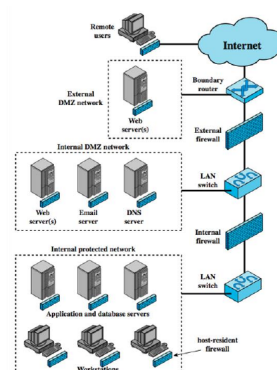 Remote
users
Internet
External
DMZ network
Web
server(s)
Boundary
router
External
firewall
Internal DMZ network
Web
server(s)
Email
server
DNS
server
LAN
switch
Internal
firewall
Internal protected network
LAN
switch
Application and database servers
host-resident
firewall
Workstations